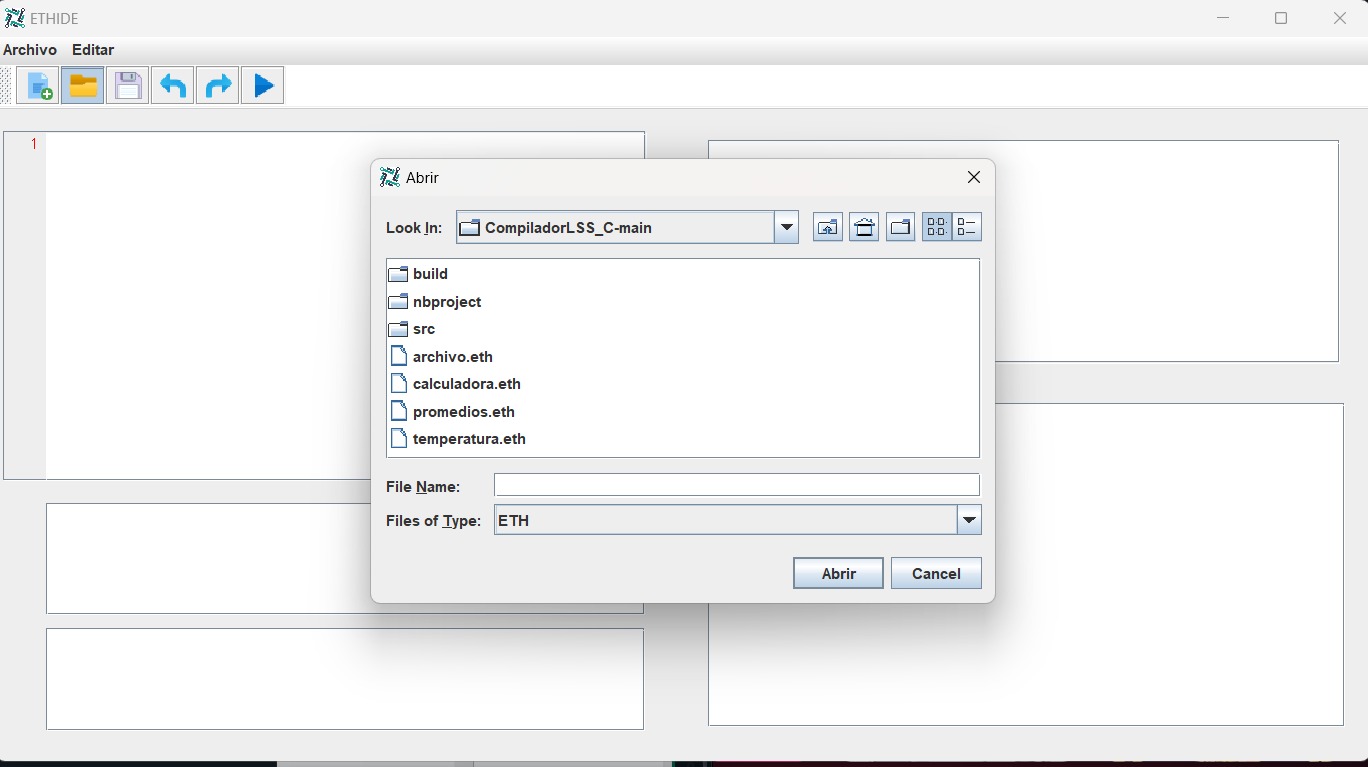 ETHIDE
Archivo Editar
1
Abrir
Look In: CompiladorLSS_C-main
build
nbproject
src
archivo.eth
calculadora.eth
promedios.eth
temperatura.eth
File Name:
Files of Type: ETH
Abrir Cancel